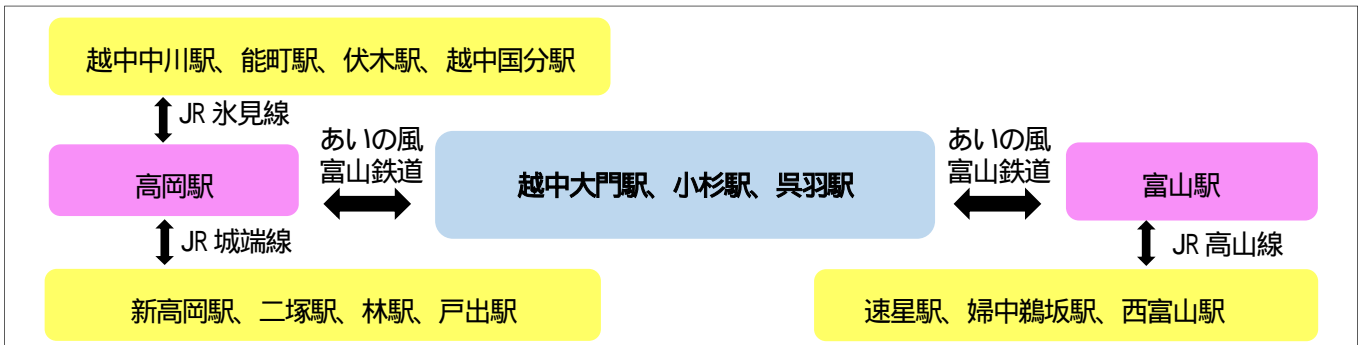 越中中川駅、能町駅、伏木駅、越中国分駅
JR 氷見線
あいの風
富山鉄道
あいの風
富山鉄道
高岡駅
越中大門駅、小杉駅、呉羽駅
富山駅
JR 城端線
JR 高山線
新高岡駅、二塚駅、林駅、戸出駅
速星駅、婦中鵜坂駅、西富山駅